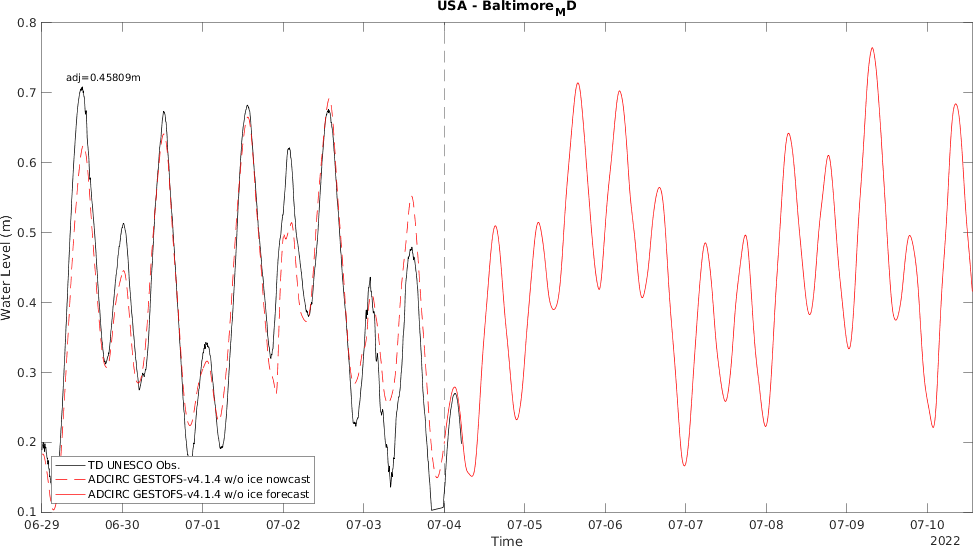 USA - Baltimore_MD
adj=0.45809m
0.8
0.7
0.6
0.5
0.4
0.3
0.2
0.1
Water Level (m)
TD UNESCO Obs.
ADCIRC GESTOFS-v4.1.4 w/o ice nowcast
ADCIRC GESTOFS-v4.1.4 w/o ice forecast
06-29 06-30 07-01 07-02 07-03 07-04 07-05 07-06 07-07 07-08 07-09 07-10
Time
2022